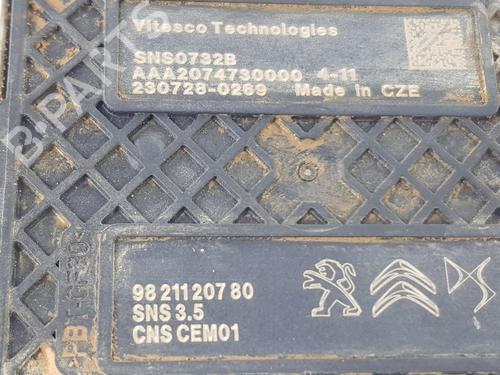 Vitesco Technologies
SNS0732B
AAA2074730000 4-11
230728-0269 Made in CZE
98 211 207 80
SNS 3.5
CNS CEM01
B-PARTS